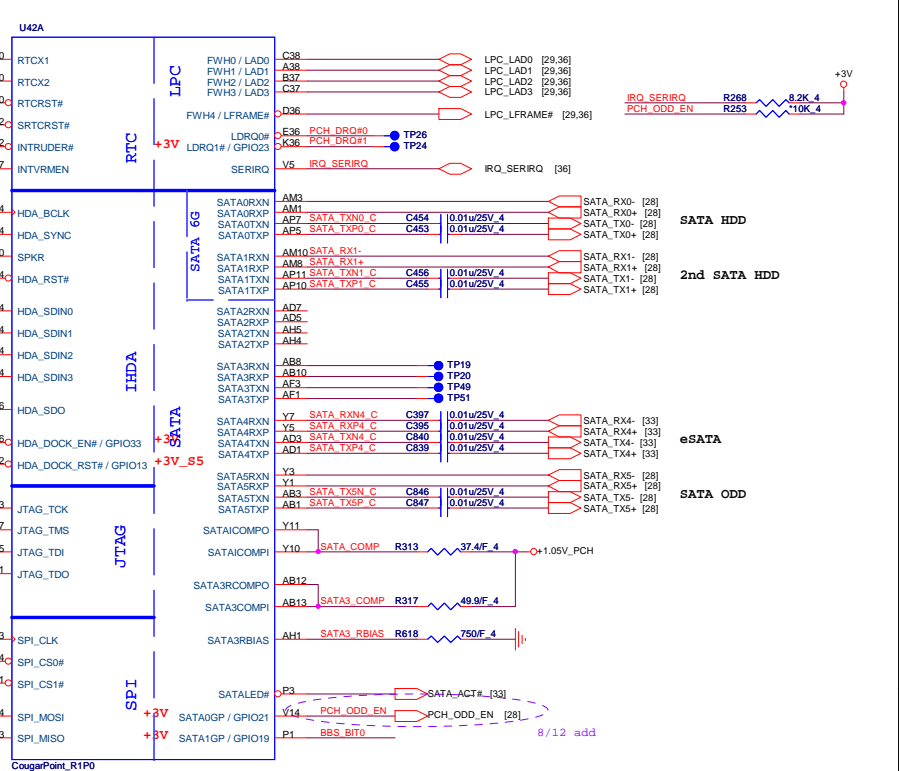 U42A
RTCX1
RTCX2
RTCRST#
SRTCRST#
INTRUDER#
INTVRMEN
RTC
LPC
+3V
FWH0 / LAD0 C38 LPC_LAD0 [29,36]
FWH1 / LAD1 A38 LPC_LAD1 [29,36]
FWH2 / LAD2 B37 LPC_LAD2 [29,36]
FWH3 / LAD3 C37 LPC_LAD3 [29,36]
FWH4 / LFRAME# D36 LPC_LFRAME# [29,36]
LDRQ0# E36 PCH_DRQ#0 TP26
LDRQ1# / GPIO23 K36 PCH_DRQ#1 TP24
SERIRQ V5 IRQ_SERIRQ IRQ_SERIRQ [36]
+3V
IRQ_SERIRQ R268 8.2K_4
PCH_ODD_EN R253 *10K_4
HDA_BCLK
HDA_SYNC
SPKR
HDA_RST#
HDA_SDIN0
HDA_SDIN1
HDA_SDIN2
HDA_SDIN3
HDA_SDO
HDA_DOCK_EN# / GPIO33
HDA_DOCK_RST# / GPIO13
IHDA
SATA 6G
SATA
+3V
+3V_S5
SATA0RXN AM3 SATA_RX0- [28]
SATA0RXP AM1 SATA_RX0+ [28]
SATA0TXN AP7 SATA_TXN0_C C454 0.01u/25V_4 SATA_TX0- [28]
SATA0TXP AP5 SATA_TXP0_C C453 0.01u/25V_4 SATA_TX0+ [28]
SATA HDD
SATA1RXN AM10 SATA_RX1- SATA_RX1- [28]
SATA1RXP AM8 SATA_RX1+ SATA_RX1+ [28]
SATA1TXN AP11 SATA_TXN1_C C456 0.01u/25V_4 SATA_TX1- [28]
SATA1TXP AP10 SATA_TXP1_C C455 0.01u/25V_4 SATA_TX1+ [28]
2nd SATA HDD
SATA2RXN AD7
SATA2RXP AD5
SATA2TXN AH5
SATA2TXP AH4
SATA3RXN AB8 TP19
SATA3RXP AB10 TP20
SATA3TXN AF3 TP49
SATA3TXP AF1 TP51
SATA4RXN Y7 SATA_RXN4_C C397 0.01u/25V_4 SATA_RX4- [33]
SATA4RXP Y5 SATA_RXP4_C C395 0.01u/25V_4 SATA_RX4+ [33]
SATA4TXN AD3 SATA_TXN4_C C840 0.01u/25V_4 SATA_TX4- [33]
SATA4TXP AD1 SATA_TXP4_C C839 0.01u/25V_4 SATA_TX4+ [33]
eSATA
SATA5RXN Y3 SATA_RX5- [28]
SATA5RXP Y1 SATA_RX5+ [28]
SATA5TXN AB3 SATA_TX5N_C C846 0.01u/25V_4 SATA_TX5- [28]
SATA5TXP AB1 SATA_TX5P_C C847 0.01u/25V_4 SATA_TX5+ [28]
SATA ODD
JTAG_TCK
JTAG_TMS
JTAG_TDI
JTAG_TDO
JTAG
SATAICOMPO Y11
SATAICOMPI Y10 SATA_COMP R313 37.4/F_4 +1.05V_PCH
SATA3RCOMPO AB12
SATA3COMPI AB13 SATA3_COMP R317 49.9/F_4
SATA3RBIAS AH1 SATA3_RBIAS R618 750/F_4
SPI_CLK
SPI_CS0#
SPI_CS1#
SPI_MOSI
SPI_MISO
SPI
SATALED# P3 SATA_ACT# [33]
+3V SATA0GP / GPIO21 V14 PCH_ODD_EN PCH_ODD_EN [28]
+3V SATA1GP / GPIO19 P1 BBS_BIT0
8/12 add
CougarPoint_R1P0